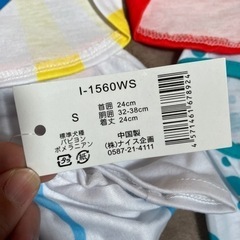 I-1560WS
S
首囲 24cm
胴囲 32-38cm
着丈 24cm
標準犬種
パピヨン
ポメラニアン
中国製
(株)ナイス企画
0587-21-4111
4571461678924